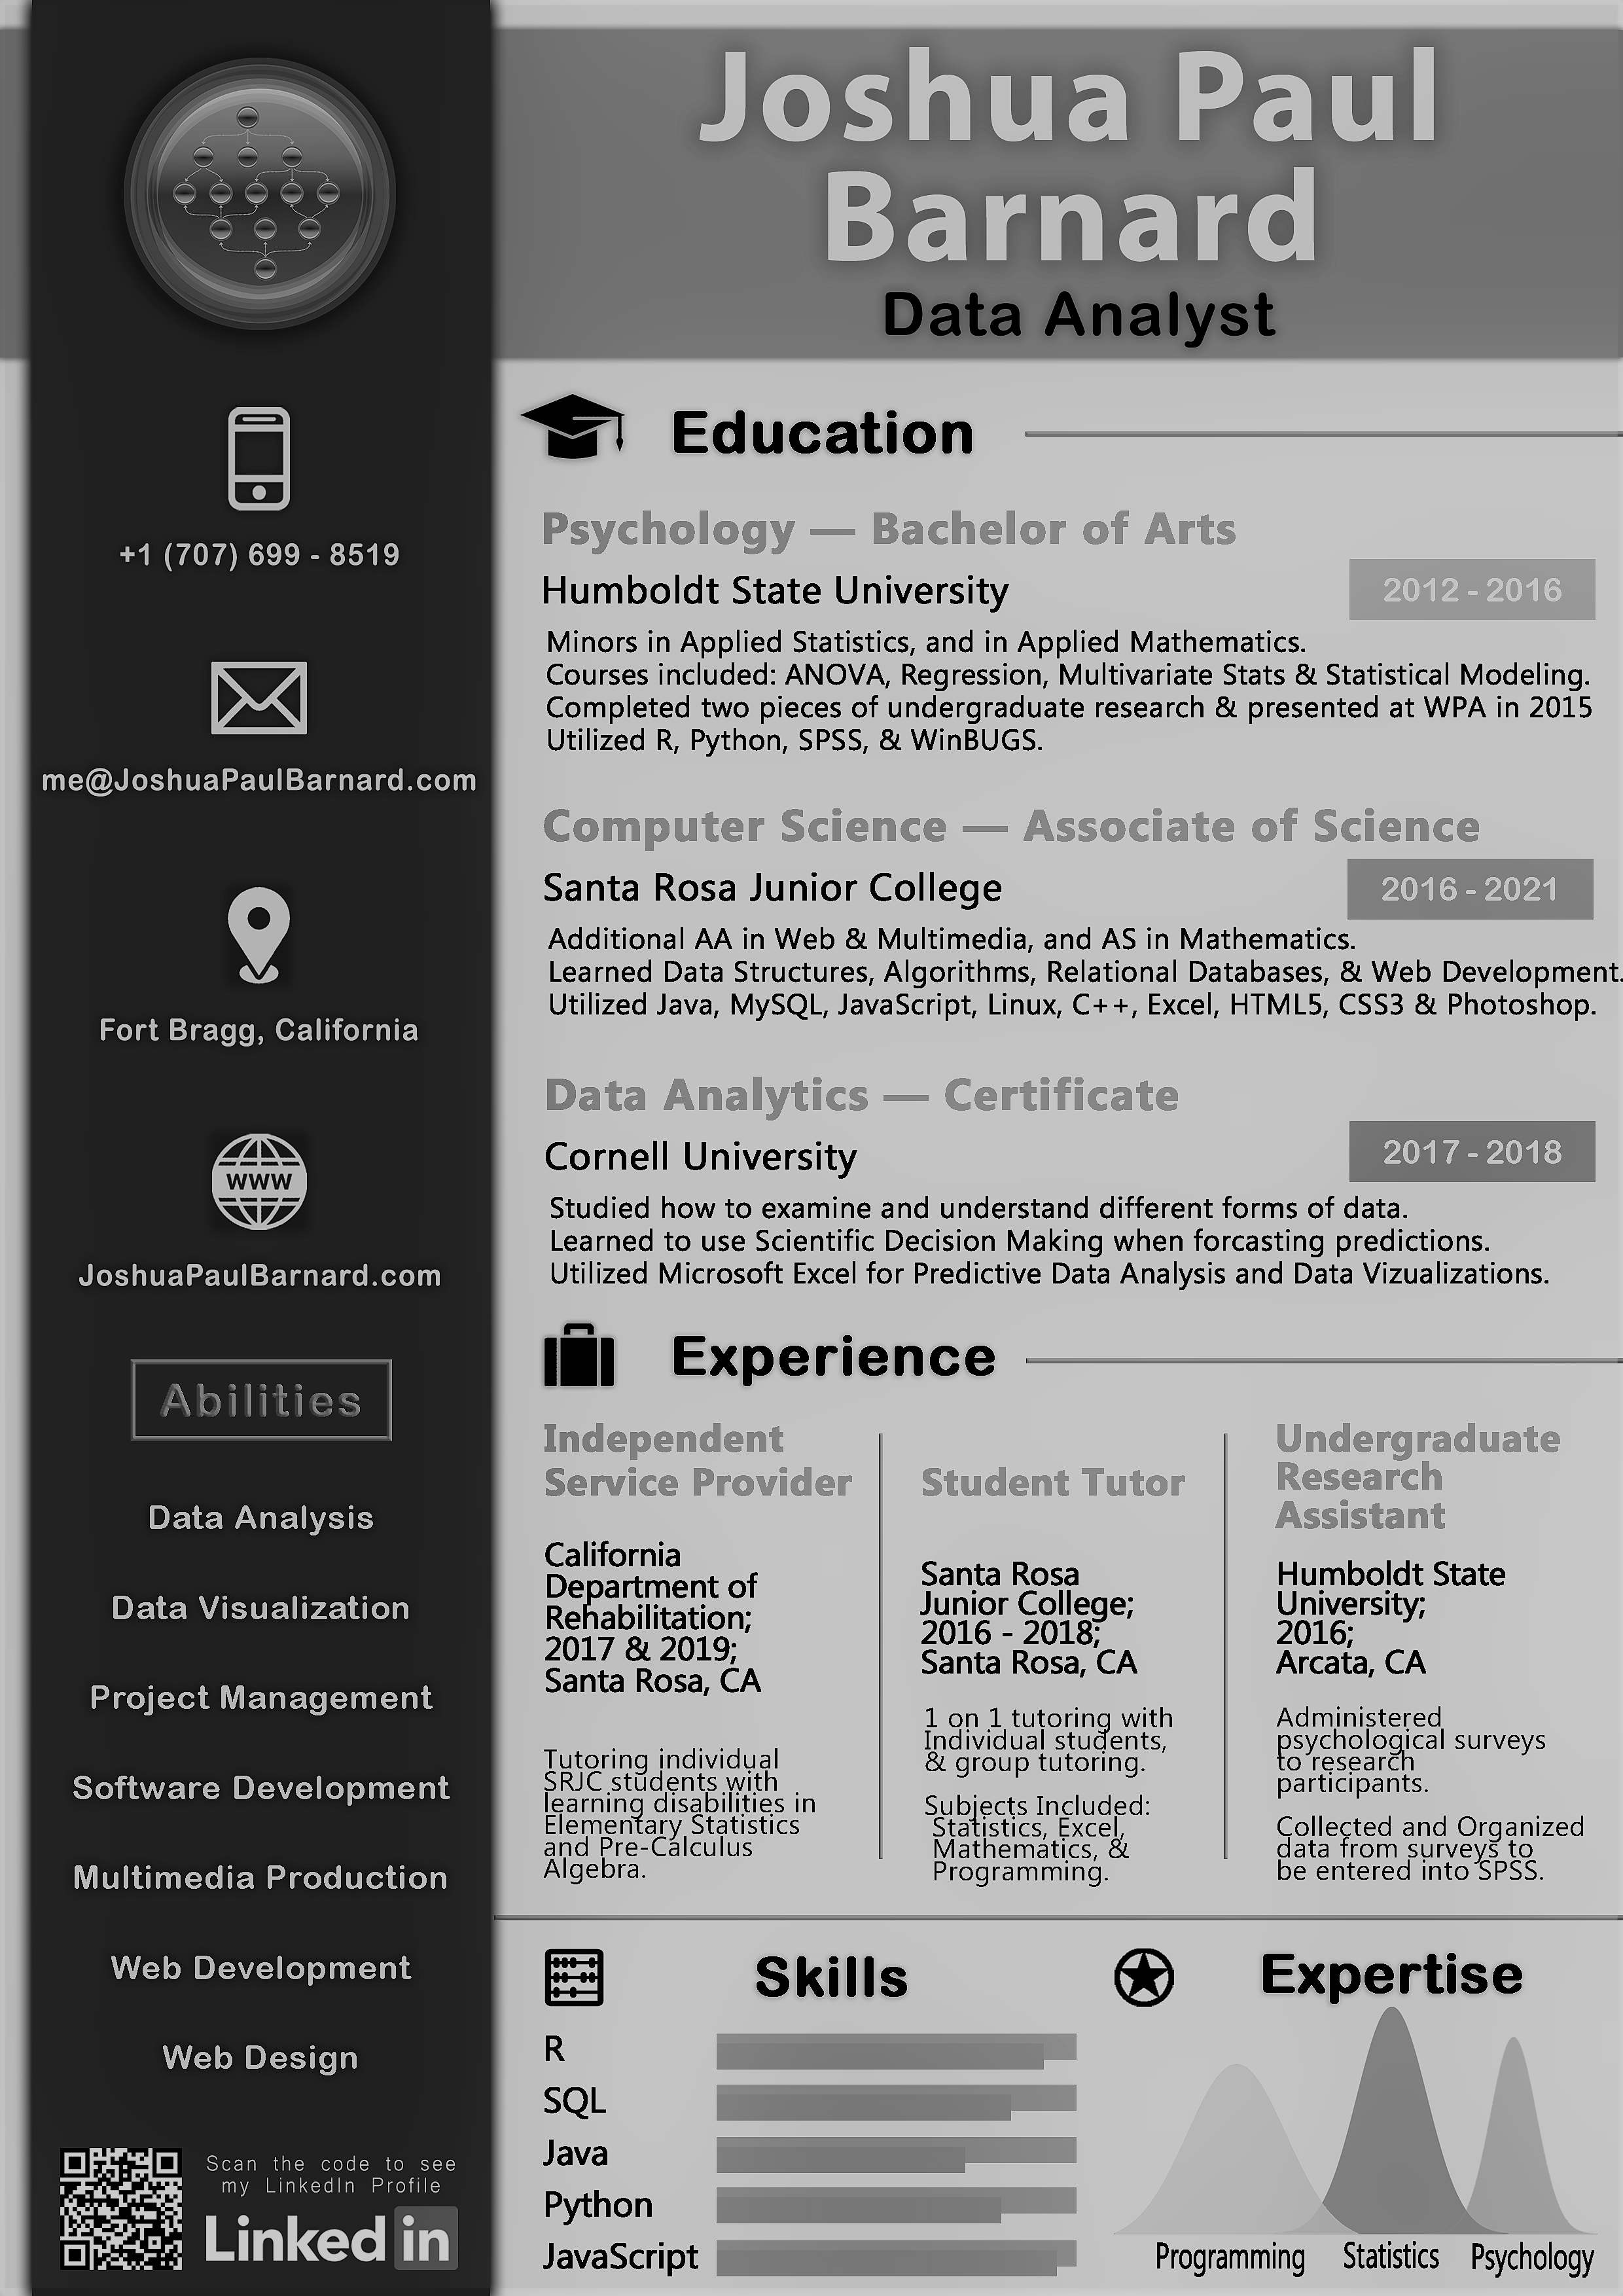 Joshua Paul
Barnard
Data Analyst
+1 (707) 699 - 8519
me@JoshuaPaulBarnard.com
Fort Bragg, California
WWW
JoshuaPaulBarnard.com
Abilities
Data Analysis
Data Visualization
Project Management
Software Development
Multimedia Production
Web Development
Web Design
Scan the code to see
my LinkedIn Profile
Linked in
Education
Psychology — Bachelor of Arts
Humboldt State University
2012 - 2016
Minors in Applied Statistics, and in Applied Mathematics.
Courses included: ANOVA, Regression, Multivariate Stats & Statistical Modeling.
Completed two pieces of undergraduate research & presented at WPA in 2015
Utilized R, Python, SPSS, & WinBUGS.
Computer Science — Associate of Science
Santa Rosa Junior College
2016 - 2021
Additional AA in Web & Multimedia, and AS in Mathematics.
Learned Data Structures, Algorithms, Relational Databases, & Web Development.
Utilized Java, MySQL, JavaScript, Linux, C++, Excel, HTML5, CSS3 & Photoshop.
Data Analytics — Certificate
Cornell University
2017 - 2018
Studied how to examine and understand different forms of data.
Learned to use Scientific Decision Making when forcasting predictions.
Utilized Microsoft Excel for Predictive Data Analysis and Data Vizualizations.
Experience
Independent
Service Provider
California
Department of
Rehabilitation;
2017 & 2019;
Santa Rosa, CA
Tutoring individual
SRJC students with
learning disabilities in
Elementary Statistics
and Pre-Calculus
Algebra.
Student Tutor
Santa Rosa
Junior College;
2016 - 2018;
Santa Rosa, CA
1 on 1 tutoring with
Individual students,
& group tutoring.
Subjects Included:
Statistics, Excel,
Mathematics, &
Programming.
Undergraduate
Research
Assistant
Humboldt State
University;
2016;
Arcata, CA
Administered
psychological surveys
to research
participants.
Collected and Organized
data from surveys to
be entered into SPSS.
Skills
R
SQL
Java
Python
JavaScript
Expertise
Programming
Statistics
Psychology